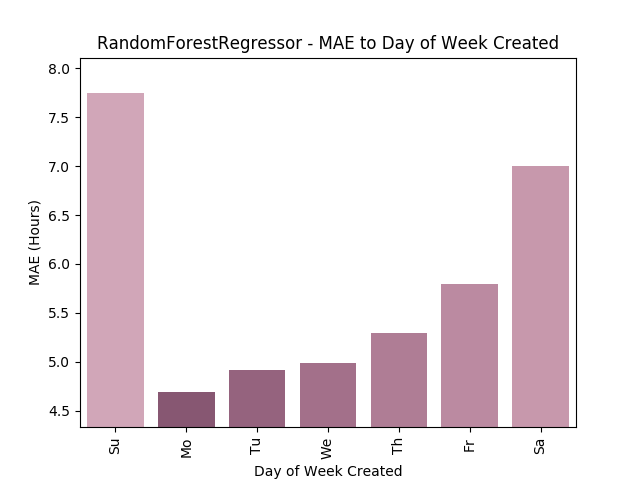 RandomForestRegressor - MAE to Day of Week Created
8.0
7.5
7.0
6.5
6.0
5.5
5.0
4.5
MAE (Hours)
Su
Mo
Tu
We
Th
Fr
Sa
Day of Week Created